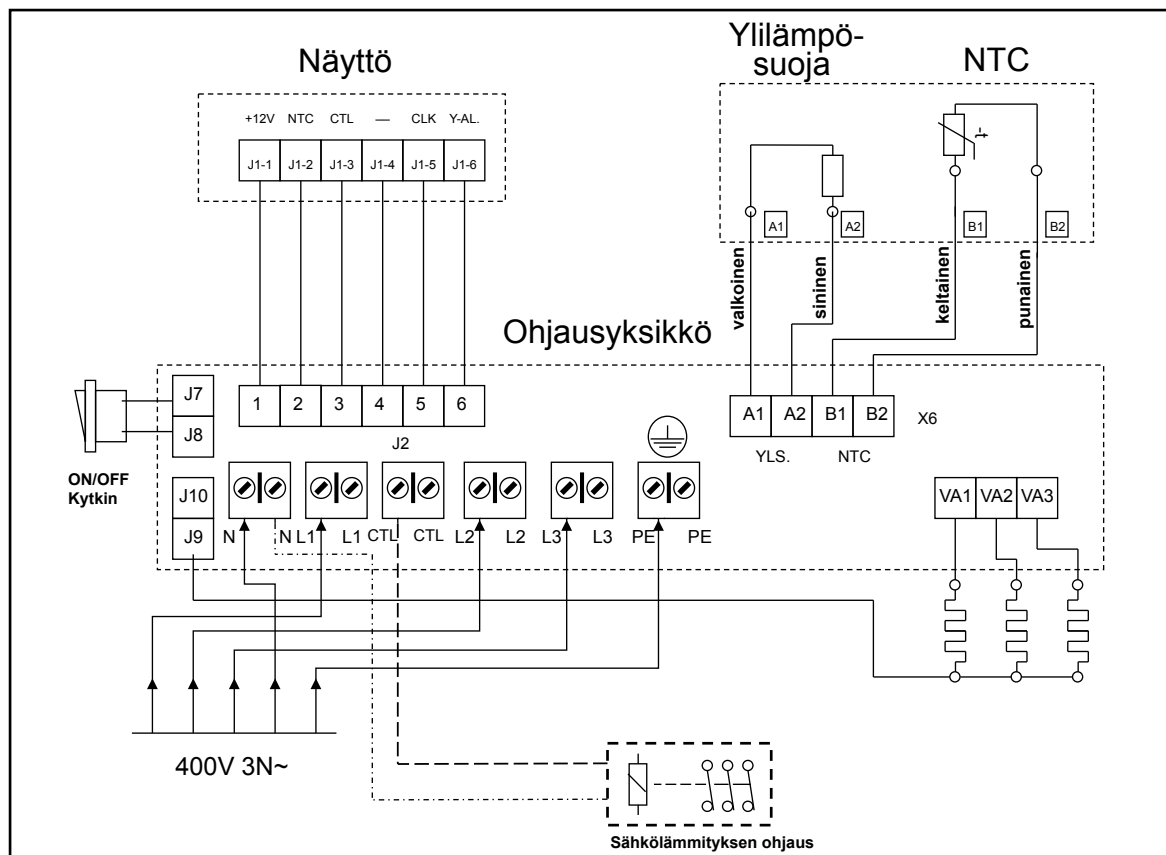 Näyttö
Ylilämpö-
suoja
NTC
+12V NTC CTL — CLK Y-AL.
J1-1 J1-2 J1-3 J1-4 J1-5 J1-6
-t
A1 A2 B1 B2
valkoinen
sininen
keltainen
punainen
Ohjausyksikkö
J7
J8
ON/OFF
Kytkin
1 2 3 4 5 6
J2
A1 A2 B1 B2 X6
YLS. NTC
J10
J9
VA1 VA2 VA3
N N L1 L1 CTL CTL L2 L2 L3 L3 PE PE
400V 3N~
Sähkölämmityksen ohjaus